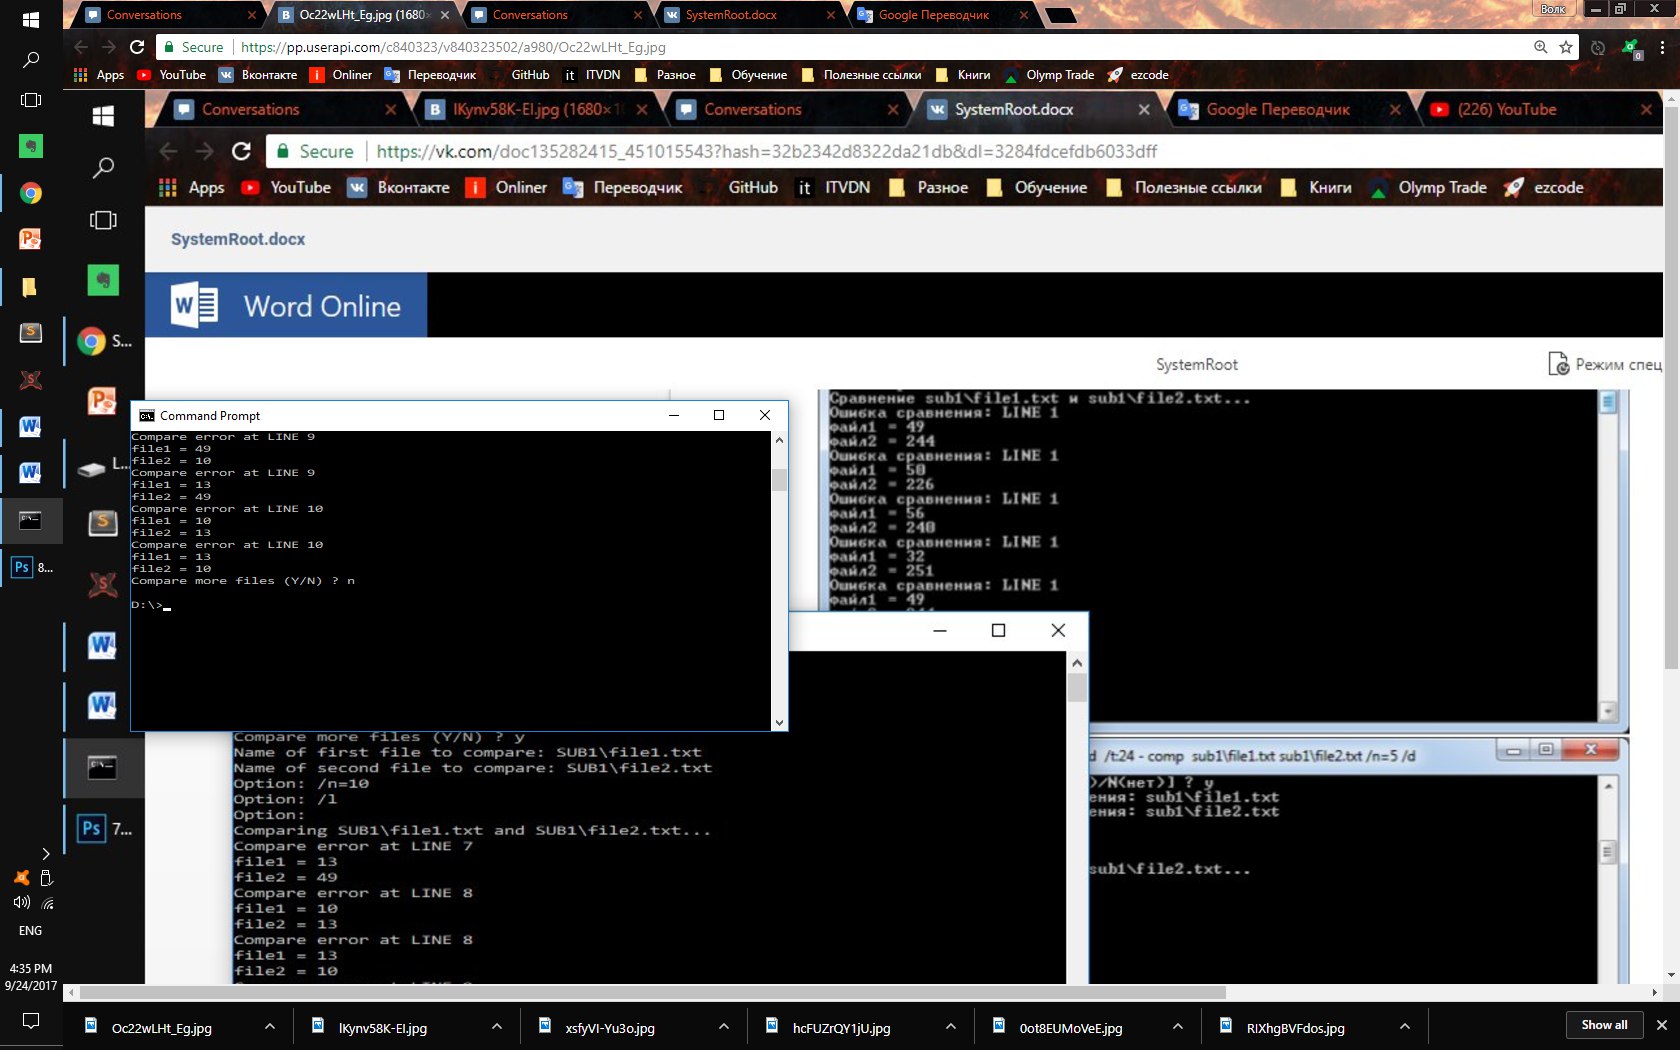 Conversations
Oc22wLHt_Eg.jpg (1680×
Conversations
SystemRoot.docx
Google Переводчик
Волк
Secure
https://pp.userapi.com/c840323/v840323502/a980/Oc22wLHt_Eg.jpg
Apps
YouTube
Вконтакте
Onliner
Переводчик
GitHub
it ITVDN
Разное
Обучение
Полезные ссылки
Книги
Olymp Trade
ezcode
Conversations
lKynv58K-EI.jpg (1680×1
Conversations
SystemRoot.docx
Google Переводчик
(226) YouTube
Secure
https://vk.com/doc135282415_451015543?hash=32b2342d8322da21db&dl=3284fdcefdb6033dff
Apps
YouTube
Вконтакте
Onliner
Переводчик
GitHub
it ITVDN
Разное
Обучение
Полезные ссылки
Книги
Olymp Trade
ezcode
SystemRoot.docx
Word Online
SystemRoot
Режим спец
S...
L...
7...
8...
Command Prompt
Compare error at LINE 9
file1 = 49
file2 = 10
Compare error at LINE 9
file1 = 13
file2 = 49
Compare error at LINE 10
file1 = 10
file2 = 13
Compare error at LINE 10
file1 = 13
file2 = 10
Compare more files (Y/N) ? n
D:\>
Сравнение sub1\file1.txt и sub1\file2.txt...
Ошибка сравнения: LINE 1
файл1 = 49
файл2 = 244
Ошибка сравнения: LINE 1
файл1 = 50
файл2 = 226
Ошибка сравнения: LINE 1
файл1 = 56
файл2 = 240
Ошибка сравнения: LINE 1
файл1 = 32
файл2 = 251
Ошибка сравнения: LINE 1
файл1 = 49
Compare more files (Y/N) ? y
Name of first file to compare: SUB1\file1.txt
Name of second file to compare: SUB1\file2.txt
Option: /n=10
Option: /l
Option:
Comparing SUB1\file1.txt and SUB1\file2.txt...
Compare error at LINE 7
file1 = 13
file2 = 49
Compare error at LINE 8
file1 = 10
file2 = 13
Compare error at LINE 8
file1 = 13
file2 = 10
d /t:24 - comp sub1\file1.txt sub1\file2.txt /n=5 /d
)/N(нет)] ? y
ения: sub1\file1.txt
ения: sub1\file2.txt
sub1\file2.txt...
ENG
4:35 PM
9/24/2017
Oc22wLHt_Eg.jpg
lKynv58K-EI.jpg
xsfyVI-Yu3o.jpg
hcFUZrQY1jU.jpg
0ot8EUMoVeE.jpg
RlXhgBVFdos.jpg
Show all